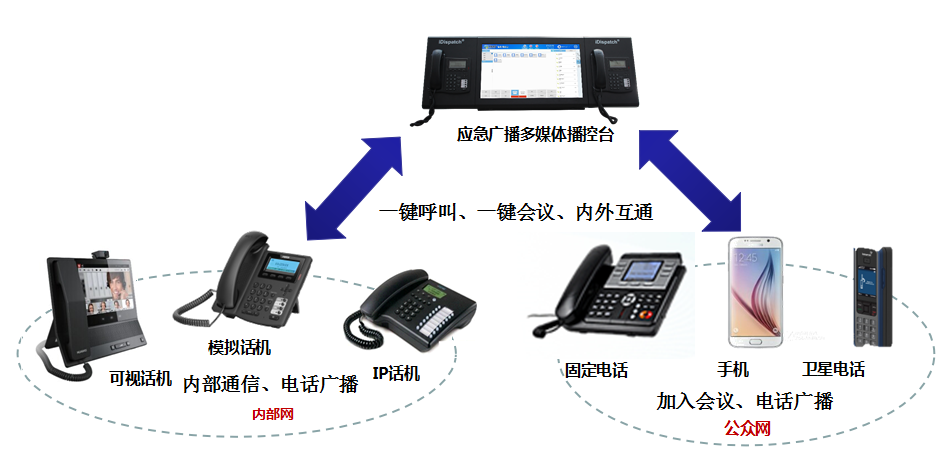 iDispatch
iDispatch
应急广播多媒体播控台
一键呼叫、一键会议、内外互通
可视话机
模拟话机
IP话机
内部通信、电话广播
内部网
固定电话
手机
卫星电话
加入会议、电话广播
公众网